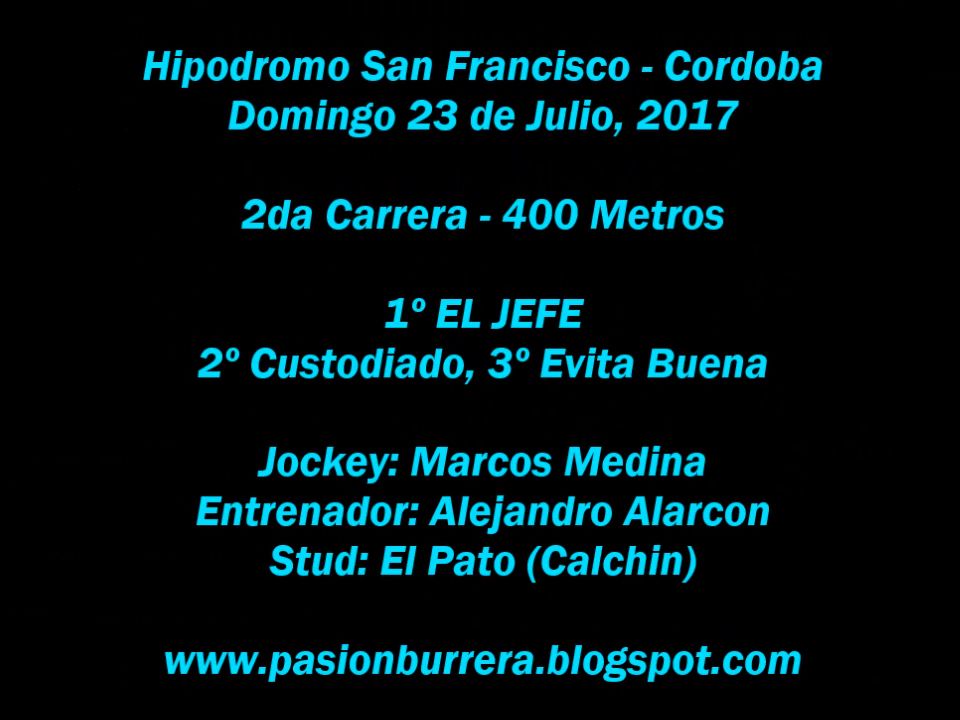 Hipodromo San Francisco - Cordoba
Domingo 23 de Julio, 2017
2da Carrera - 400 Metros
1º EL JEFE
2º Custodiado, 3º Evita Buena
Jockey: Marcos Medina
Entrenador: Alejandro Alarcon
Stud: El Pato (Calchin)
www.pasionburrera.blogspot.com